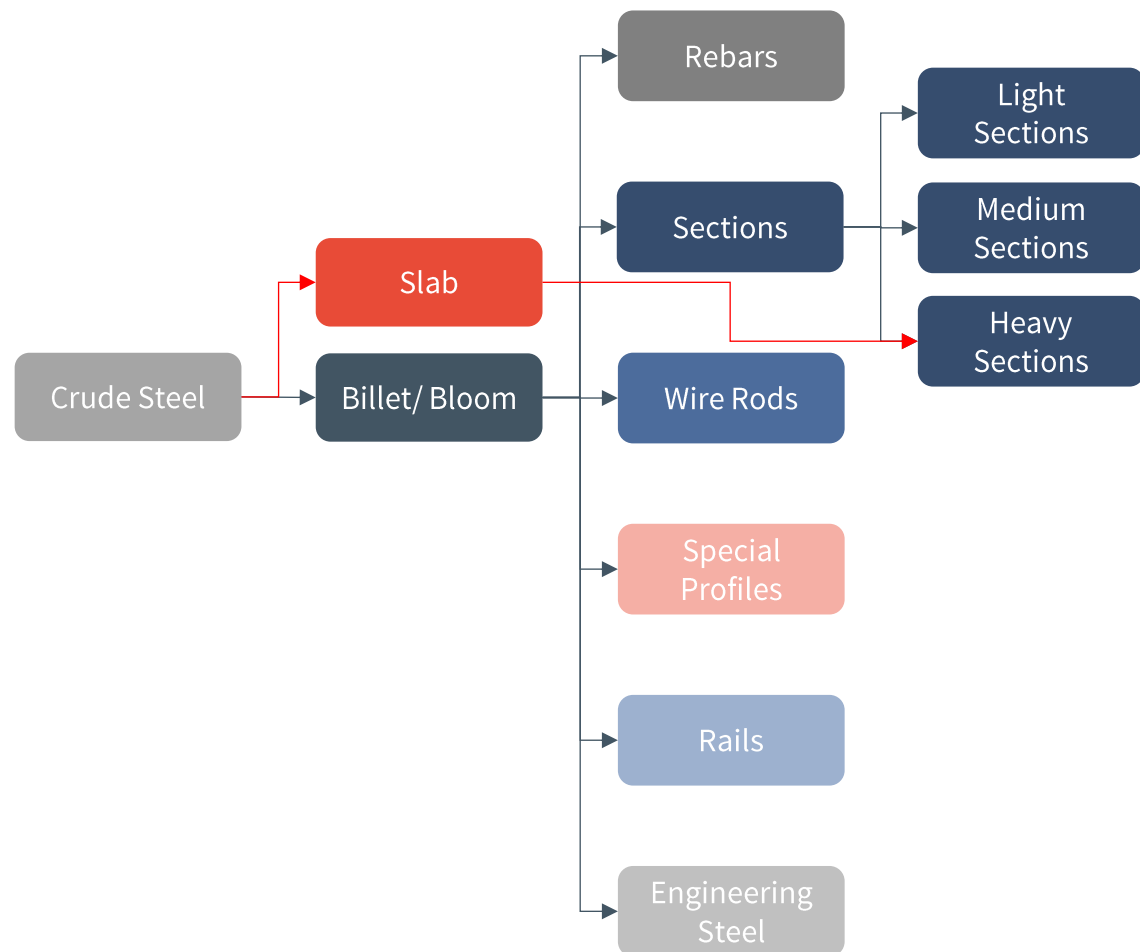 Rebars
Light
Sections
Sections
Medium
Sections
Slab
Heavy
Sections
Crude Steel
Billet/ Bloom
Wire Rods
Special
Profiles
Rails
Engineering
Steel